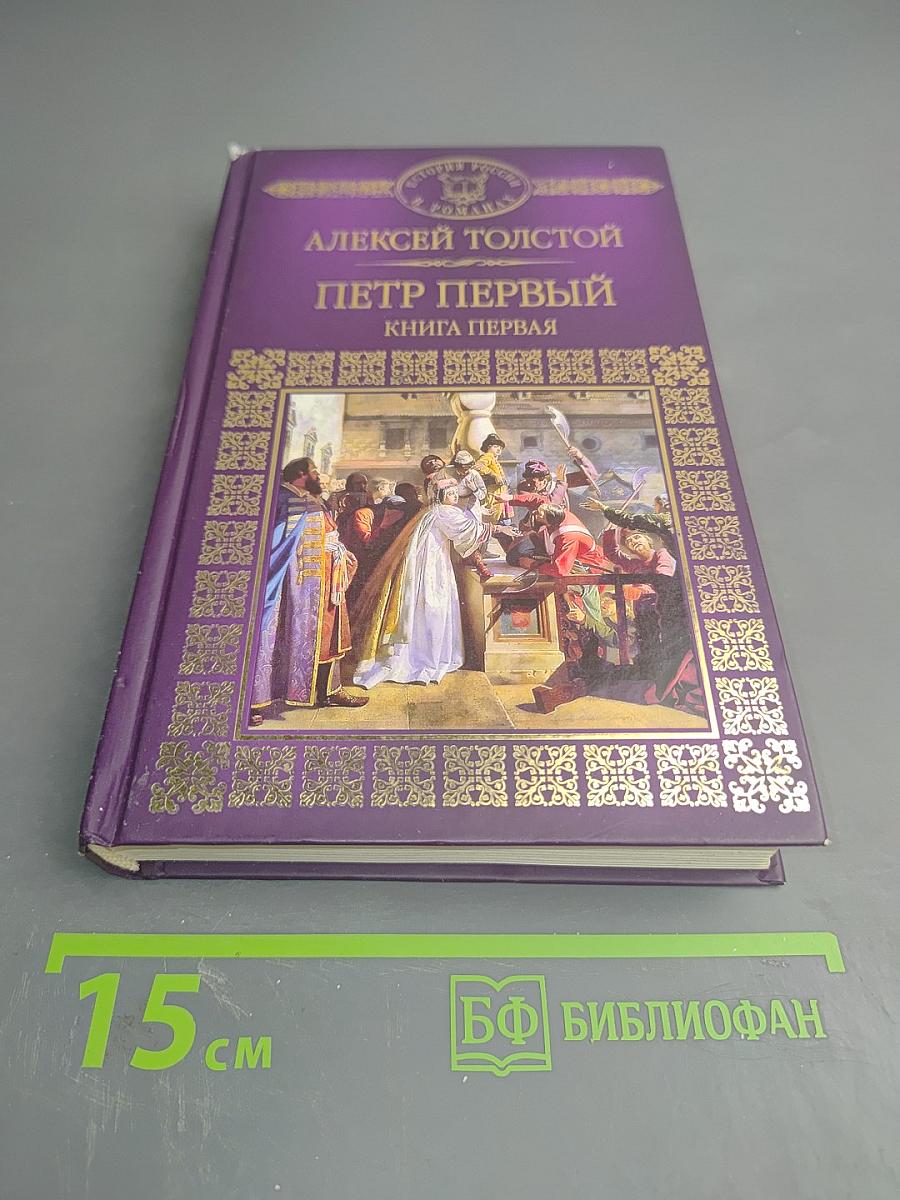 ИСТОРИЯ РОССИИ
В РОМАНАХ
АЛЕКСЕЙ ТОЛСТОЙ
ПЕТР ПЕРВЫЙ
КНИГА ПЕРВАЯ
15 см
БФ БИБЛИОФАН